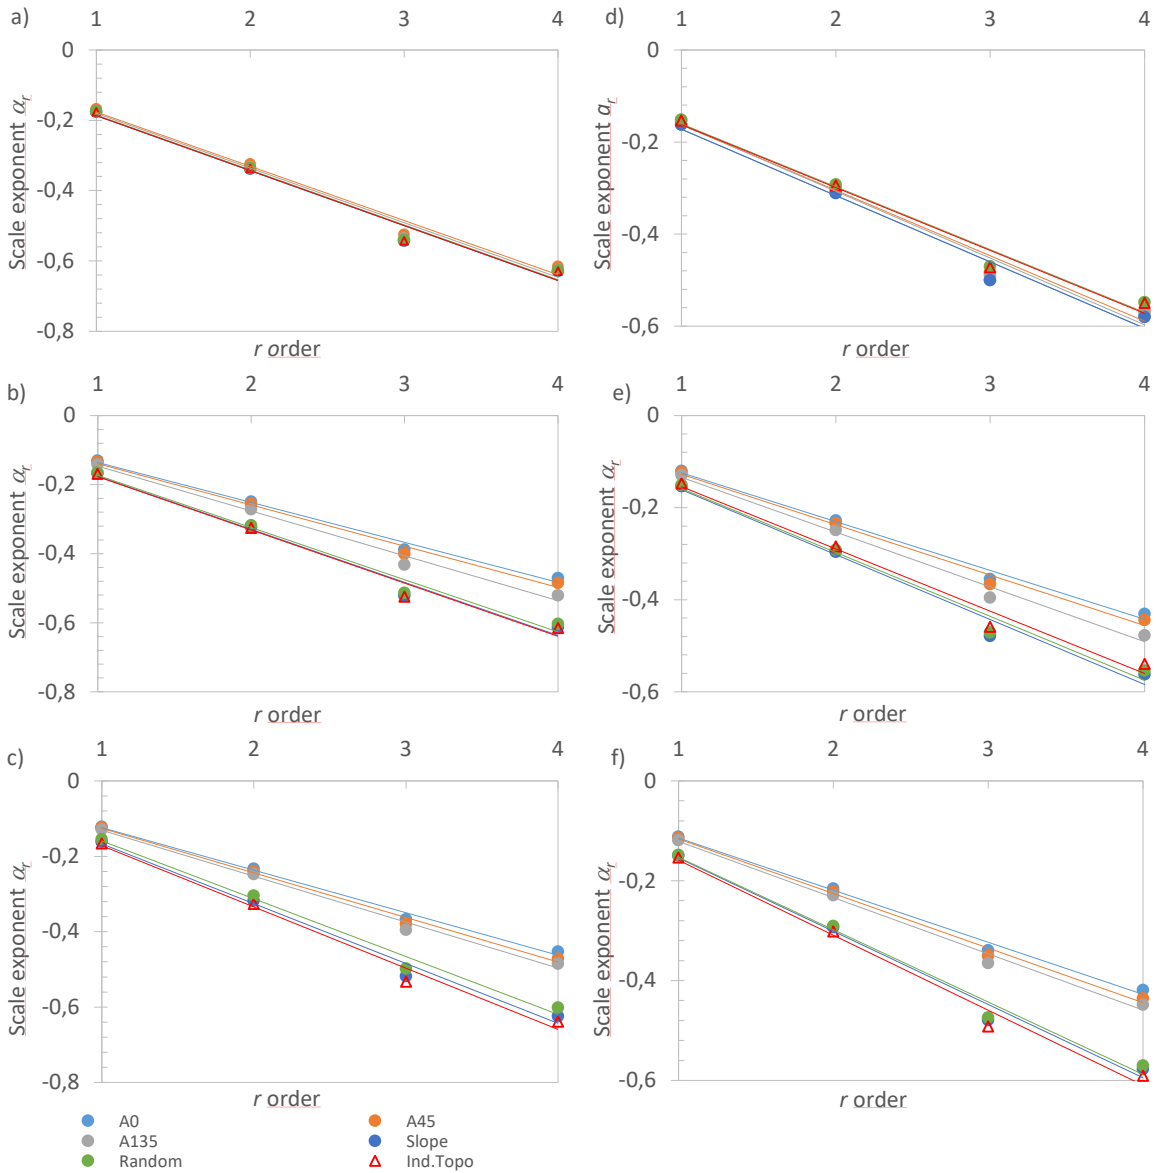 a)
1 2 3 4
0
-0,2
-0,4
-0,6
-0,8
Scale exponent αr
r order
d)
1 2 3 4
0
-0,2
-0,4
-0,6
Scale exponent ar
r order
b)
1 2 3 4
0
-0,2
-0,4
-0,6
-0,8
Scale exponent αr
r order
e)
1 2 3 4
0
-0,2
-0,4
-0,6
Scale exponent αr
r order
c)
1 2 3 4
0
-0,2
-0,4
-0,6
-0,8
Scale exponent αr
r order
f)
1 2 3 4
0
-0,2
-0,4
-0,6
Scale exponent αr
r order
A0 A45
A135 Slope
Random Ind.Topo